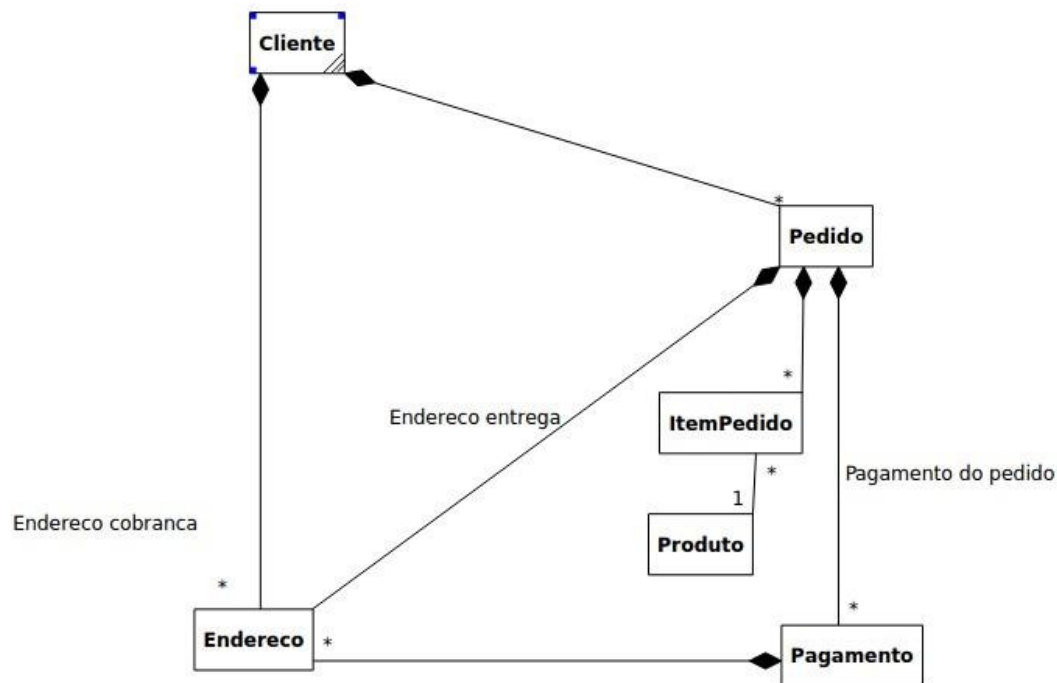 Cliente
*
Pedido
*
Endereco entrega
ItemPedido
*
Pagamento do pedido
1
Endereco cobranca
Produto
*
*
Endereco
*
Pagamento